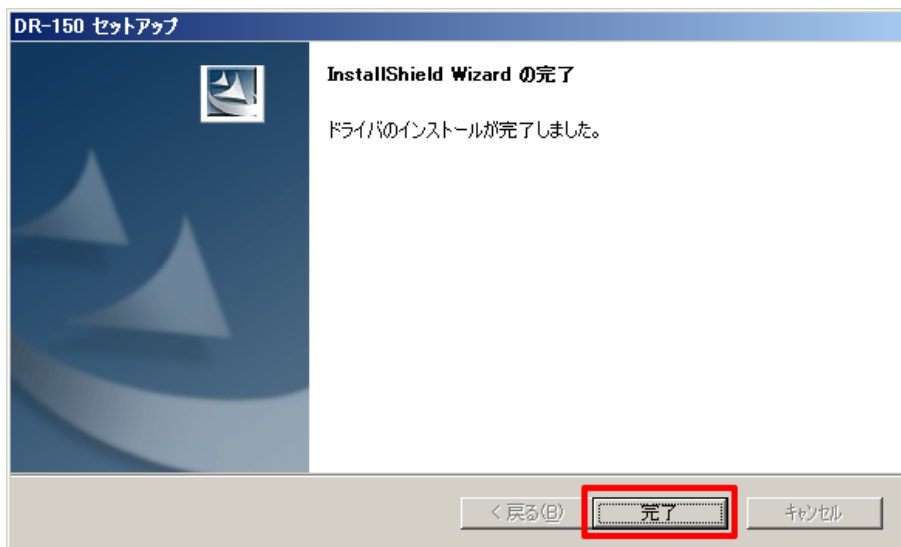 DR-150 セットアップ
InstallShield Wizard の完了
ドライバのインストールが完了しました。
< 戻る(B)
完了
キャンセル